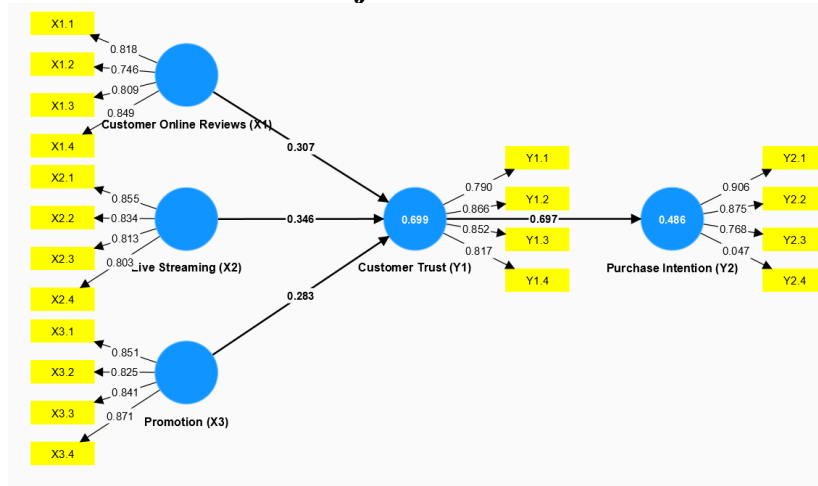 X1.1
0.818
X1.2
0.746
X1.3
0.809
X1.4
0.849
Customer Online Reviews (X1)
0.307
X2.1
0.855
X2.2
0.834
X2.3
0.813
X2.4
0.803
Live Streaming (X2)
0.346
X3.1
0.851
X3.2
0.825
X3.3
0.841
X3.4
0.871
Promotion (X3)
0.283
0.699
Customer Trust (Y1)
Y1.1
0.790
Y1.2
0.866
Y1.3
0.852
Y1.4
0.817
0.697
0.486
Purchase Intention (Y2)
Y2.1
0.906
Y2.2
0.875
Y2.3
0.768
Y2.4
0.047